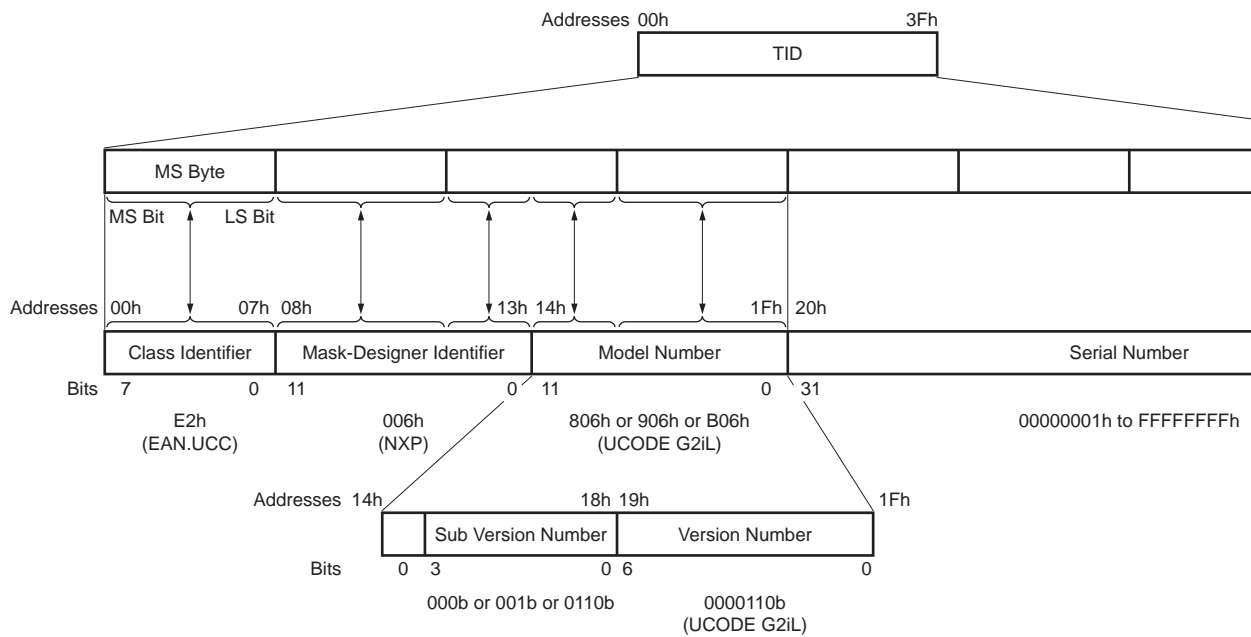 Addresses 00h 3Fh
TID
MS Byte
MS Bit LS Bit
Addresses 00h 07h 08h 13h 14h 1Fh 20h
Class Identifier Mask-Designer Identifier Model Number Serial Number
Bits 7 0 11 0 11 0 31
E2h 006h 806h or 906h or B06h 00000001h to FFFFFFFFh
(EAN.UCC) (NXP) (UCODE G2iL)
Addresses 14h 18h 19h 1Fh
Sub Version Number Version Number
Bits 0 3 0 6 0
000b or 001b or 0110b 0000110b
(UCODE G2iL)